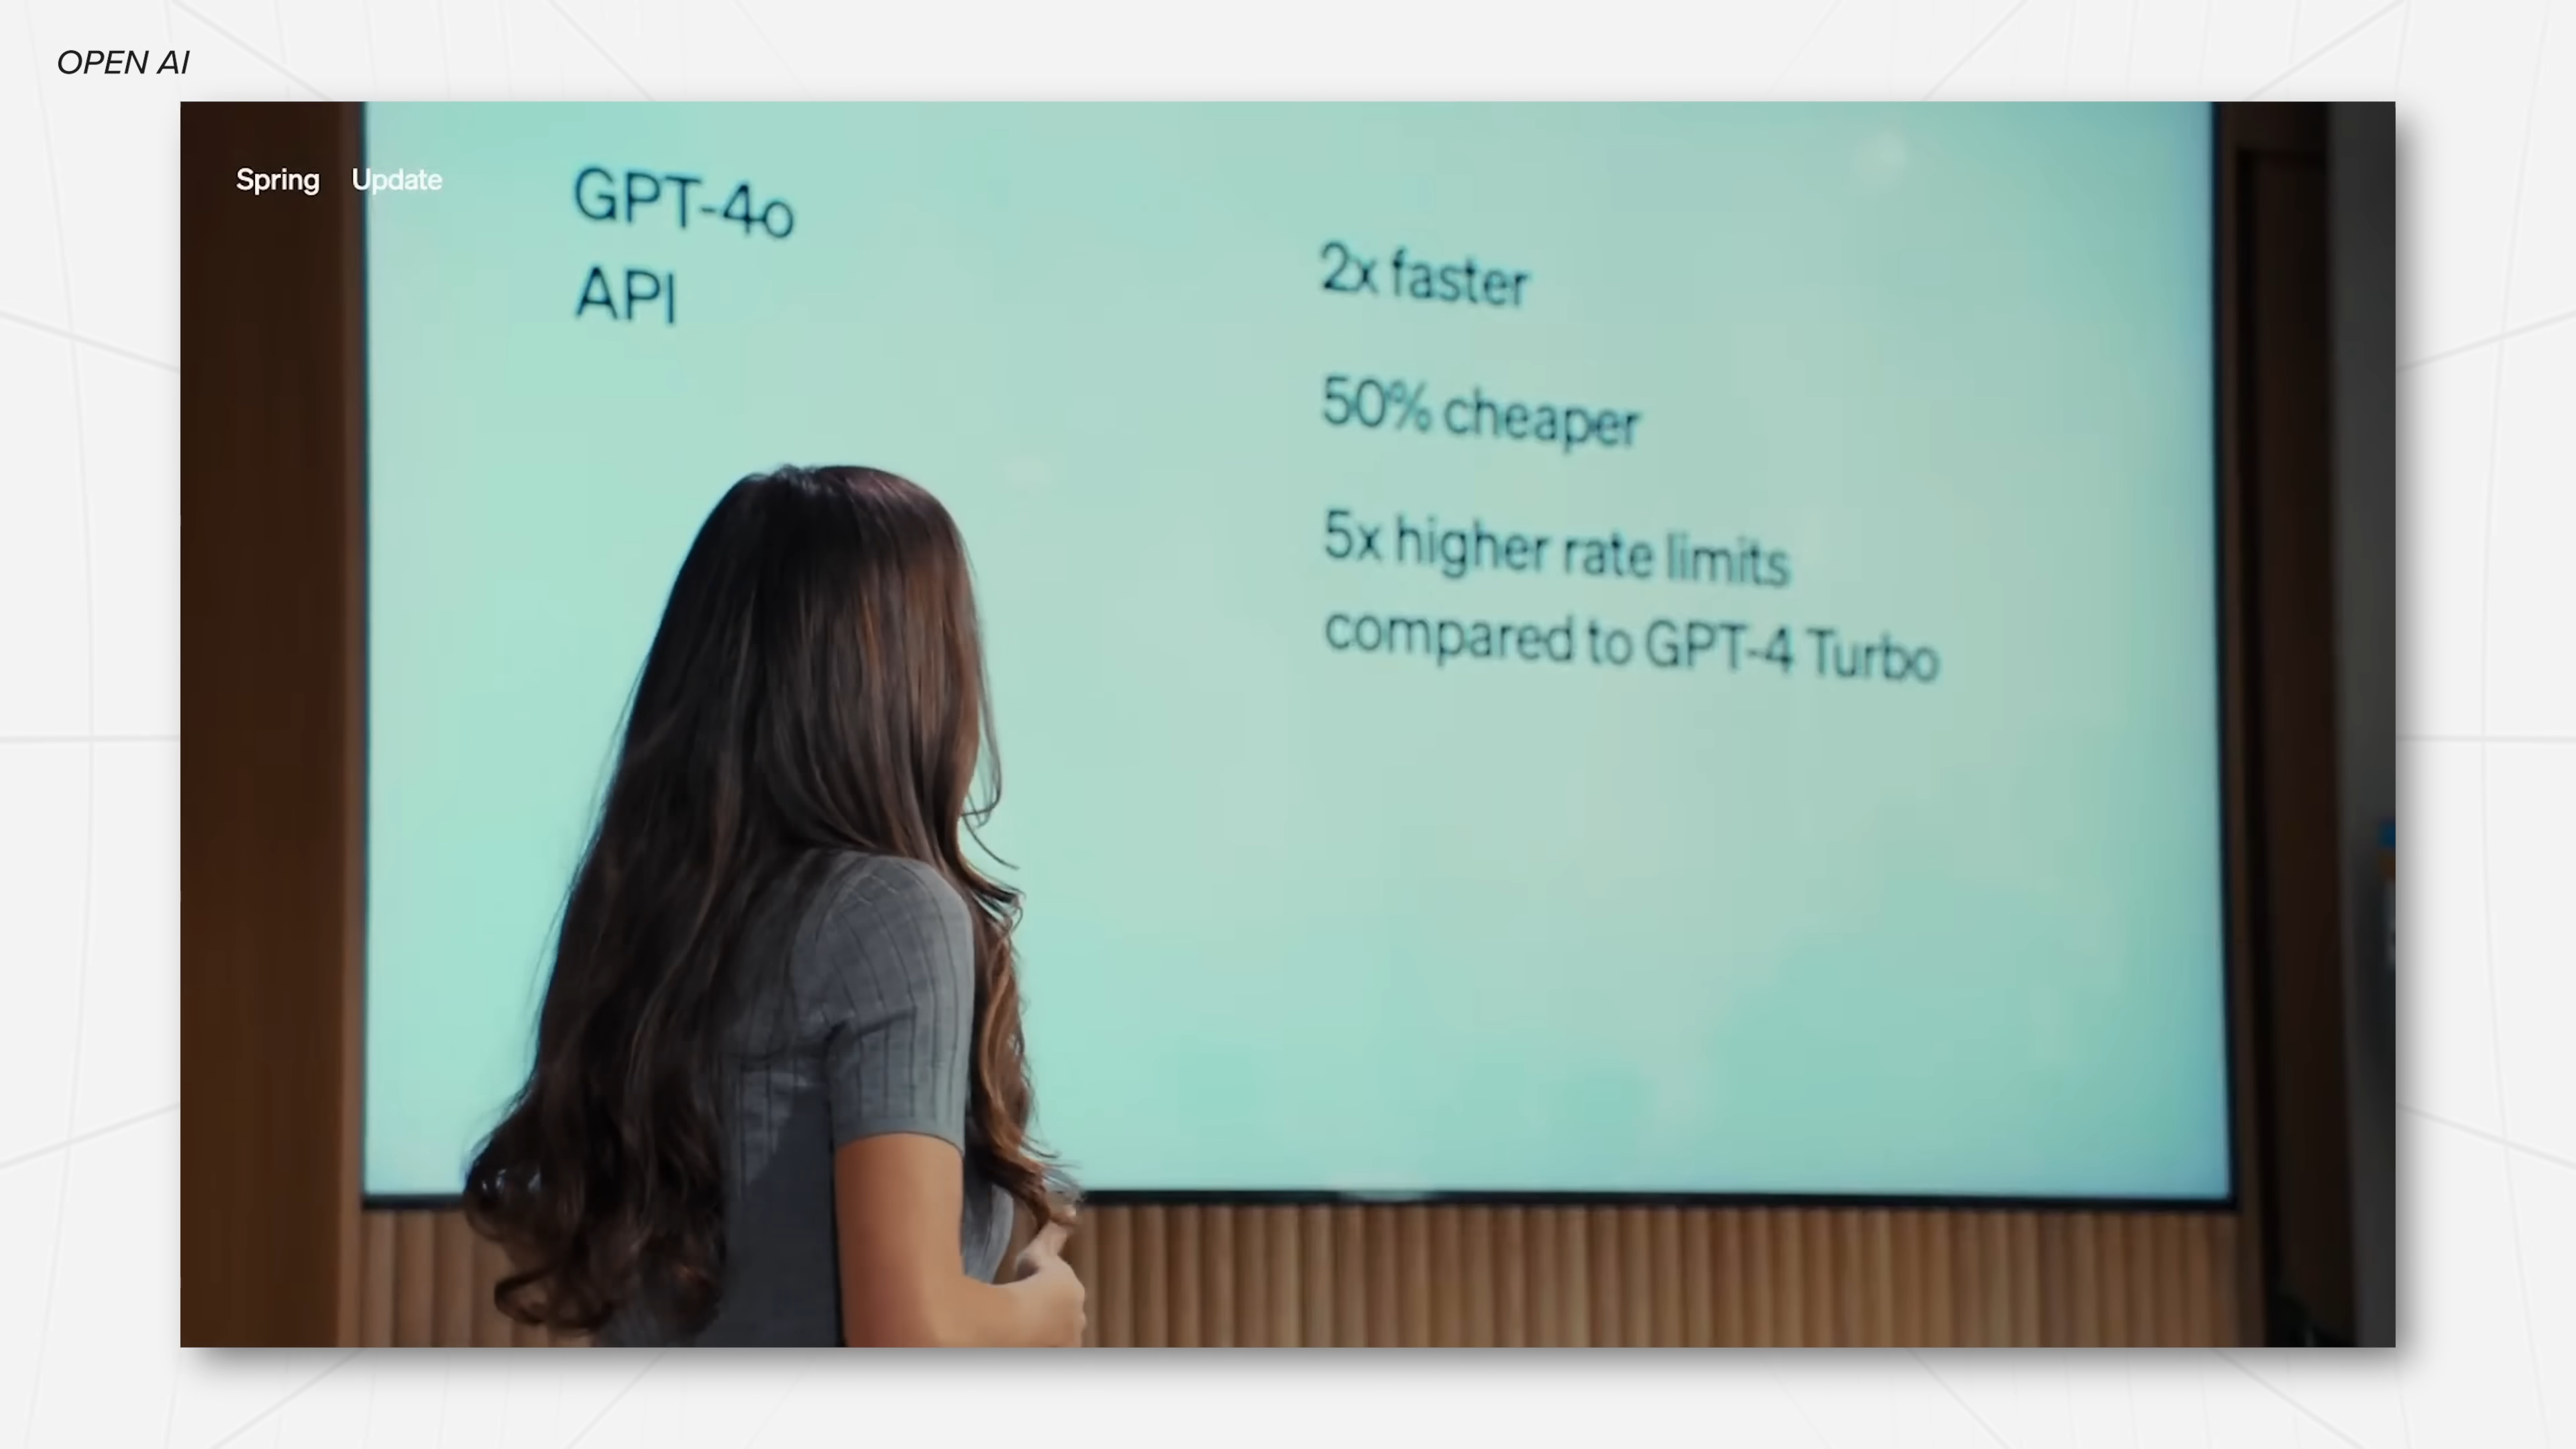 OPEN AI
Spring Update
GPT-4o
API
2x faster
50% cheaper
5x higher rate limits
compared to GPT-4 Turbo